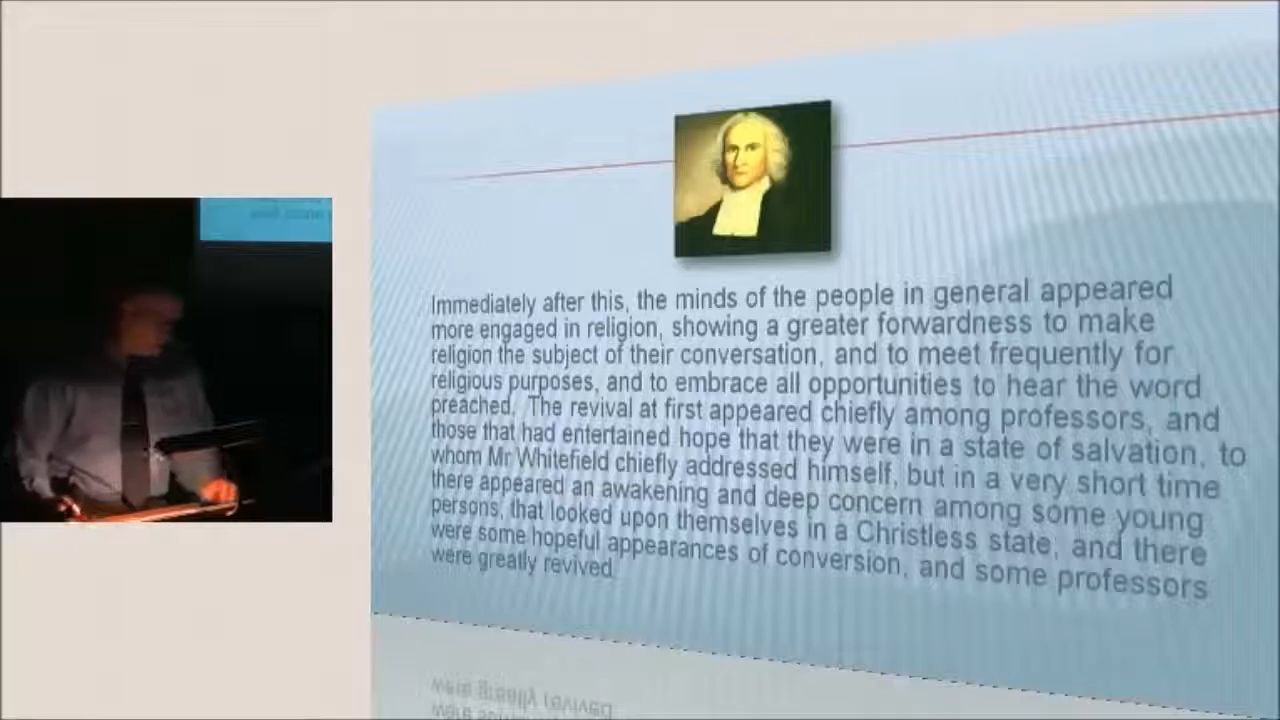 Immediately after this, the minds of the people in general appeared
more engaged in religion, showing a greater forwardness to make
religion the subject of their conversation, and to meet frequently for
religious purposes, and to embrace all opportunities to hear the word
preached. The revival at first appeared chiefly among professors, and
those that had entertained hope that they were in a state of salvation, to
whom Mr Whitefield chiefly addressed himself, but in a very short time
there appeared an awakening and deep concern among some young
persons, that looked upon themselves in a Christless state, and there
were some hopeful appearances of conversion, and some professors
were greatly revived.
were greatly revived